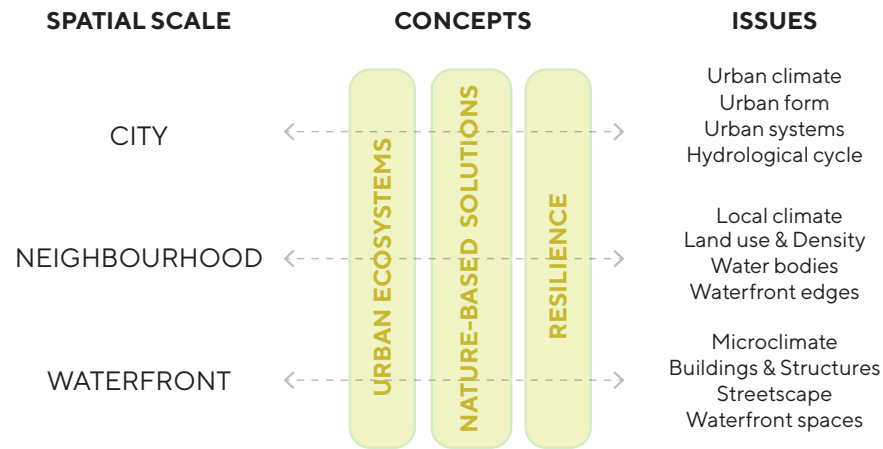 SPATIAL SCALE
CONCEPTS
ISSUES
CITY
NEIGHBOURHOOD
WATERFRONT
URBAN ECOSYSTEMS
NATURE-BASED SOLUTIONS
RESILIENCE
Urban climate
Urban form
Urban systems
Hydrological cycle
Local climate
Land use & Density
Water bodies
Waterfront edges
Microclimate
Buildings & Structures
Streetscape
Waterfront spaces